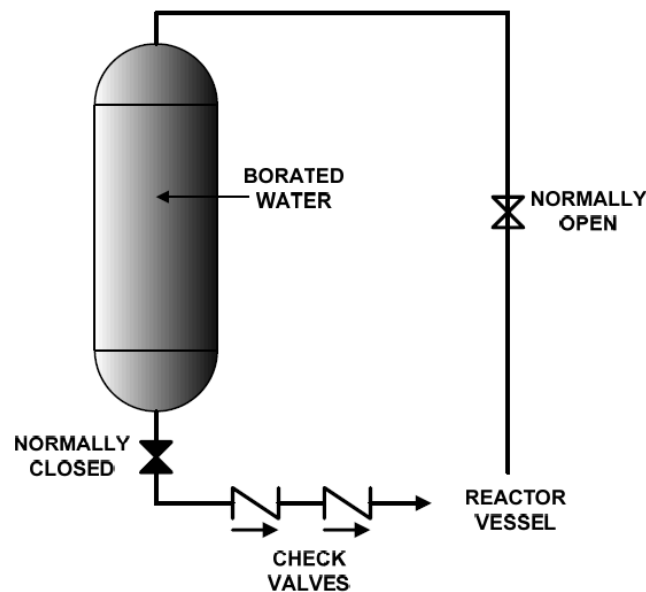 BORATED
WATER
NORMALLY
OPEN
NORMALLY
CLOSED
REACTOR
VESSEL
CHECK
VALVES